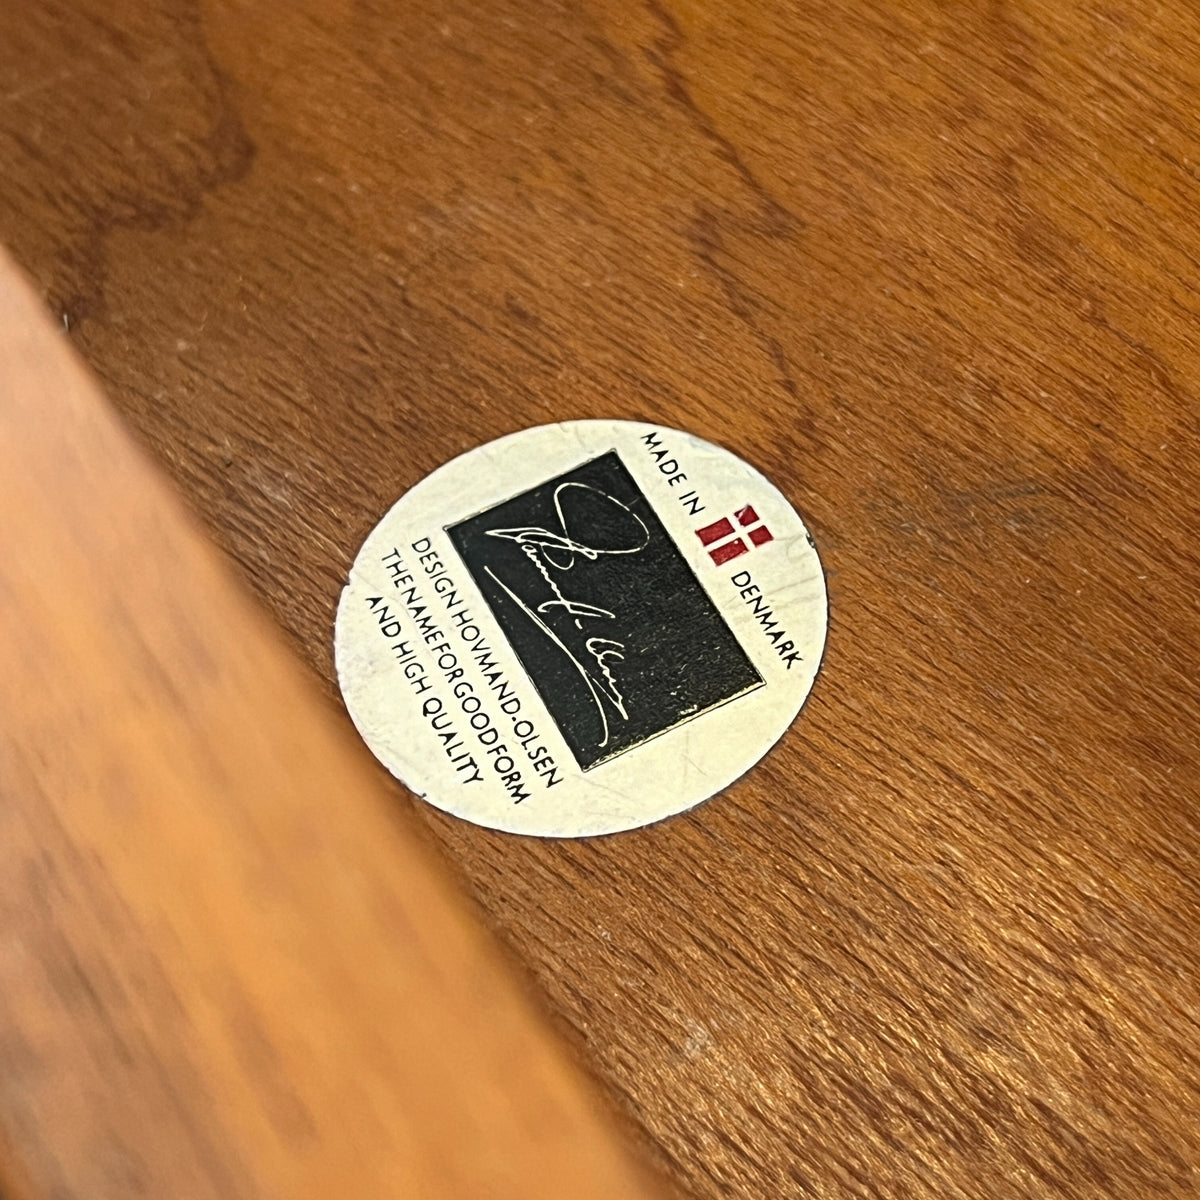 MADE IN DENMARK
DESIGN HOVMAND-OLSEN
THE NAME FOR GOOD FORM
AND HIGH QUALITY